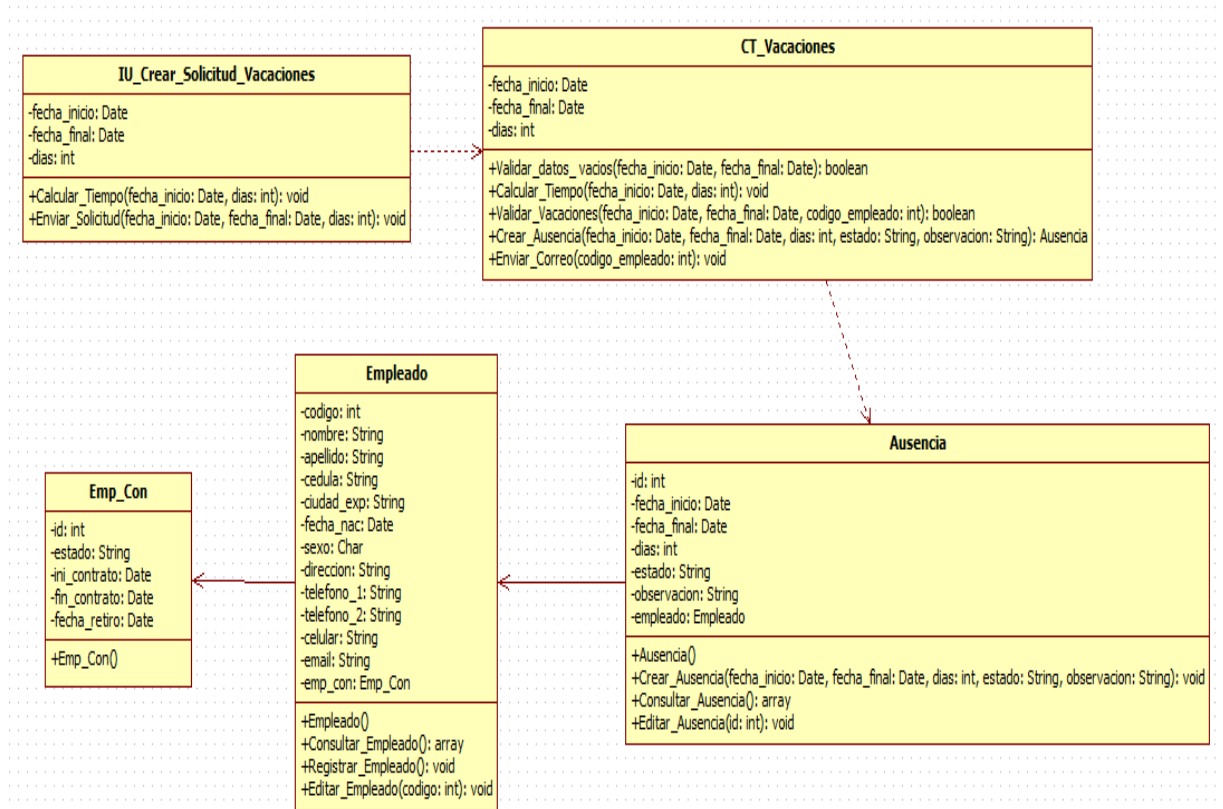 IU_Crear_Solicitud_Vacaciones
-fecha_inicio: Date
-fecha_final: Date
-dias: int
+Calcular_Tiempo(fecha_inicio: Date, dias: int): void
+Enviar_Solicitud(fecha_inicio: Date, fecha_final: Date, dias: int): void
CT_Vacaciones
-fecha_inicio: Date
-fecha_final: Date
-dias: int
+Validar_datos_ vacios(fecha_inicio: Date, fecha_final: Date): boolean
+Calcular_Tiempo(fecha_inicio: Date, dias: int): void
+Validar_Vacaciones(fecha_inicio: Date, fecha_final: Date, codigo_empleado: int): boolean
+Crear_Ausencia(fecha_inicio: Date, fecha_final: Date, dias: int, estado: String, observacion: String): Ausencia
+Enviar_Correo(codigo_empleado: int): void
Emp_Con
-id: int
-estado: String
-ini_contrato: Date
-fin_contrato: Date
-fecha_retiro: Date
+Emp_Con()
Empleado
-codigo: int
-nombre: String
-apellido: String
-cedula: String
-ciudad_exp: String
-fecha_nac: Date
-sexo: Char
-direccion: String
-telefono_1: String
-telefono_2: String
-celular: String
-email: String
-emp_con: Emp_Con
+Empleado()
+Consultar_Empleado(): array
+Registrar_Empleado(): void
+Editar_Empleado(codigo: int): void
Ausencia
-id: int
-fecha_inicio: Date
-fecha_final: Date
-dias: int
-estado: String
-observacion: String
-empleado: Empleado
+Ausencia()
+Crear_Ausencia(fecha_inicio: Date, fecha_final: Date, dias: int, estado: String, observacion: String): void
+Consultar_Ausencia(): array
+Editar_Ausencia(id: int): void